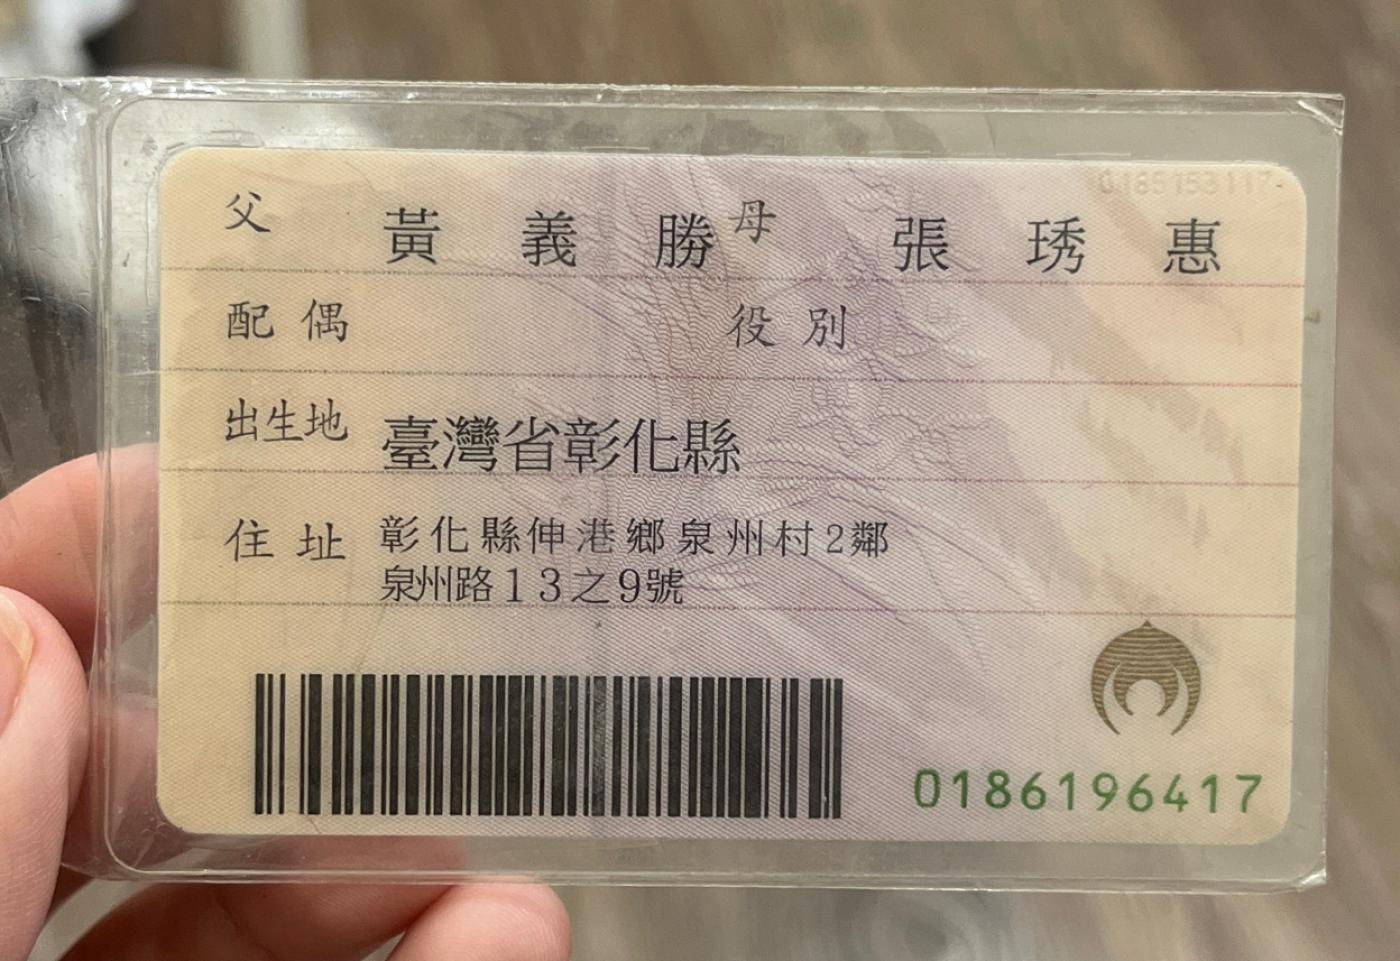 0185153117
父 黃義勝 母 張琇惠
配偶 役別
出生地 臺灣省彰化縣
住址 彰化縣伸港鄉泉州村2鄰
泉州路13之9號
0186196417